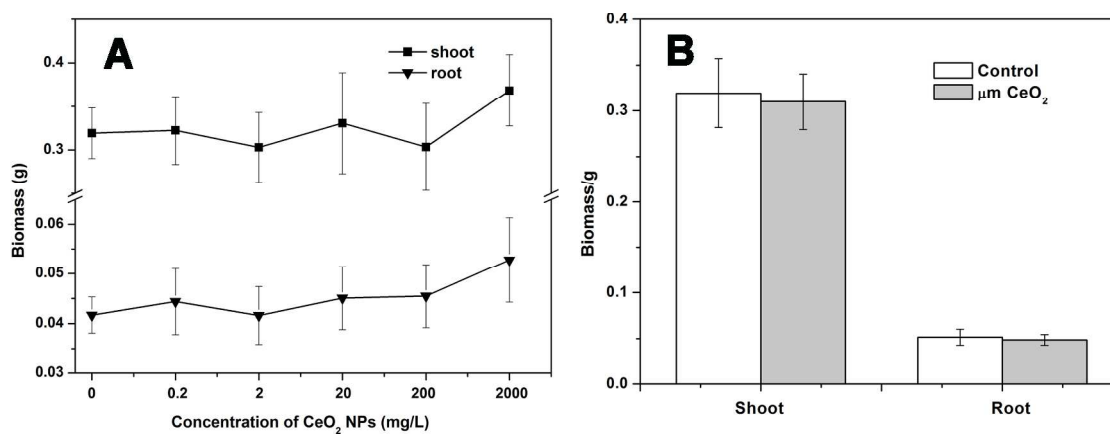 A
shoot
root
0.4
0.3
0.06
0.05
0.04
0.03
Biomass (g)
0 0.2 2 20 200 2000
Concentration of CeO₂ NPs (mg/L)
B
Control
μm CeO₂
0.4
0.3
0.2
0.1
0.0
Biomass/g
Shoot Root